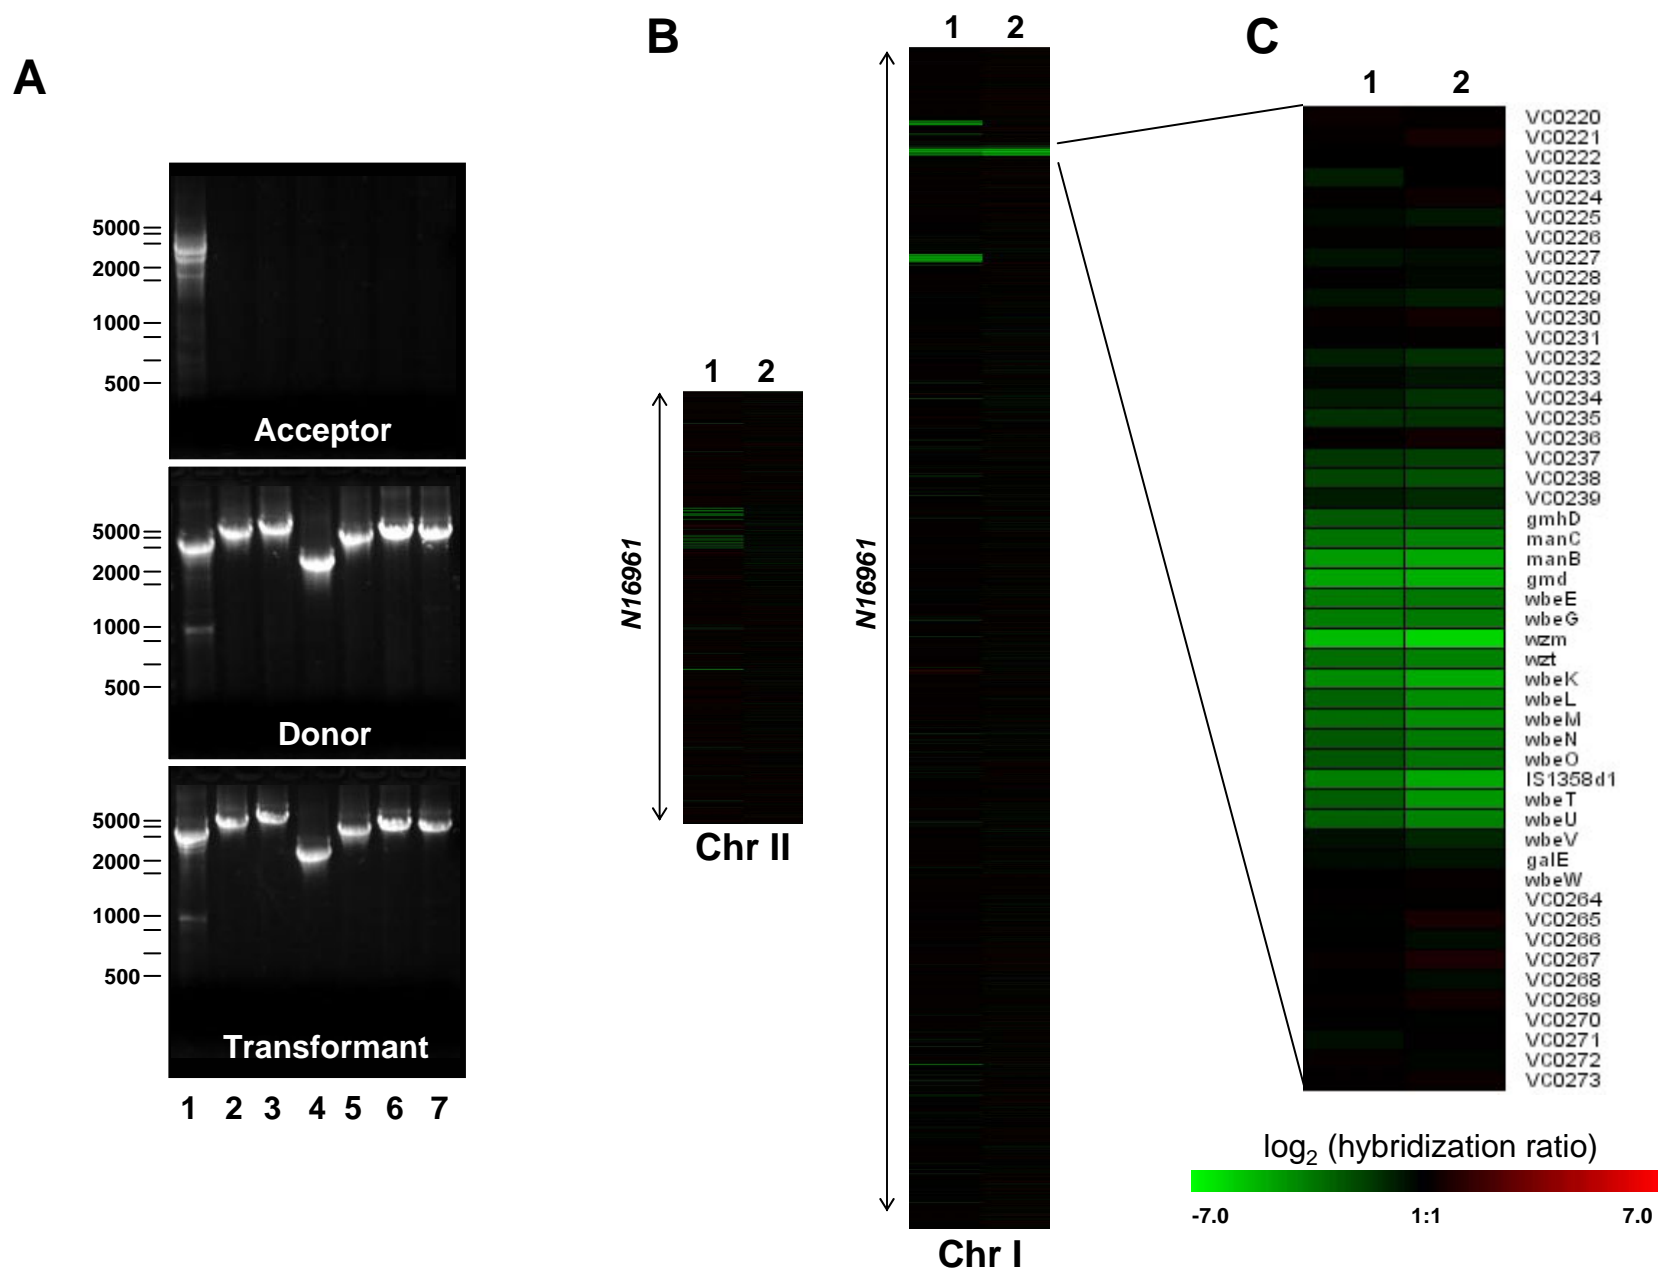 A
5000
2000
1000
500
Acceptor
5000
2000
1000
500
Donor
5000
2000
1000
500
Transformant
1 2 3 4 5 6 7
B
1 2
N16961
Chr II
1 2
N16961
Chr I
C
1 2
VC0220
VC0221
VC0222
VC0223
VC0224
VC0225
VC0226
VC0227
VC0228
VC0229
VC0230
VC0231
VC0232
VC0233
VC0234
VC0235
VC0236
VC0237
VC0238
VC0239
gmhD
manC
manB
gmd
wbeE
wbeG
wzm
wzt
wbeK
wbeL
wbeM
wbeN
wbeO
IS1358d1
wbeT
wbeU
wbeV
galE
wbeW
VC0264
VC0265
VC0266
VC0267
VC0268
VC0269
VC0270
VC0271
VC0272
VC0273
log2 (hybridization ratio)
-7.0 1:1 7.0